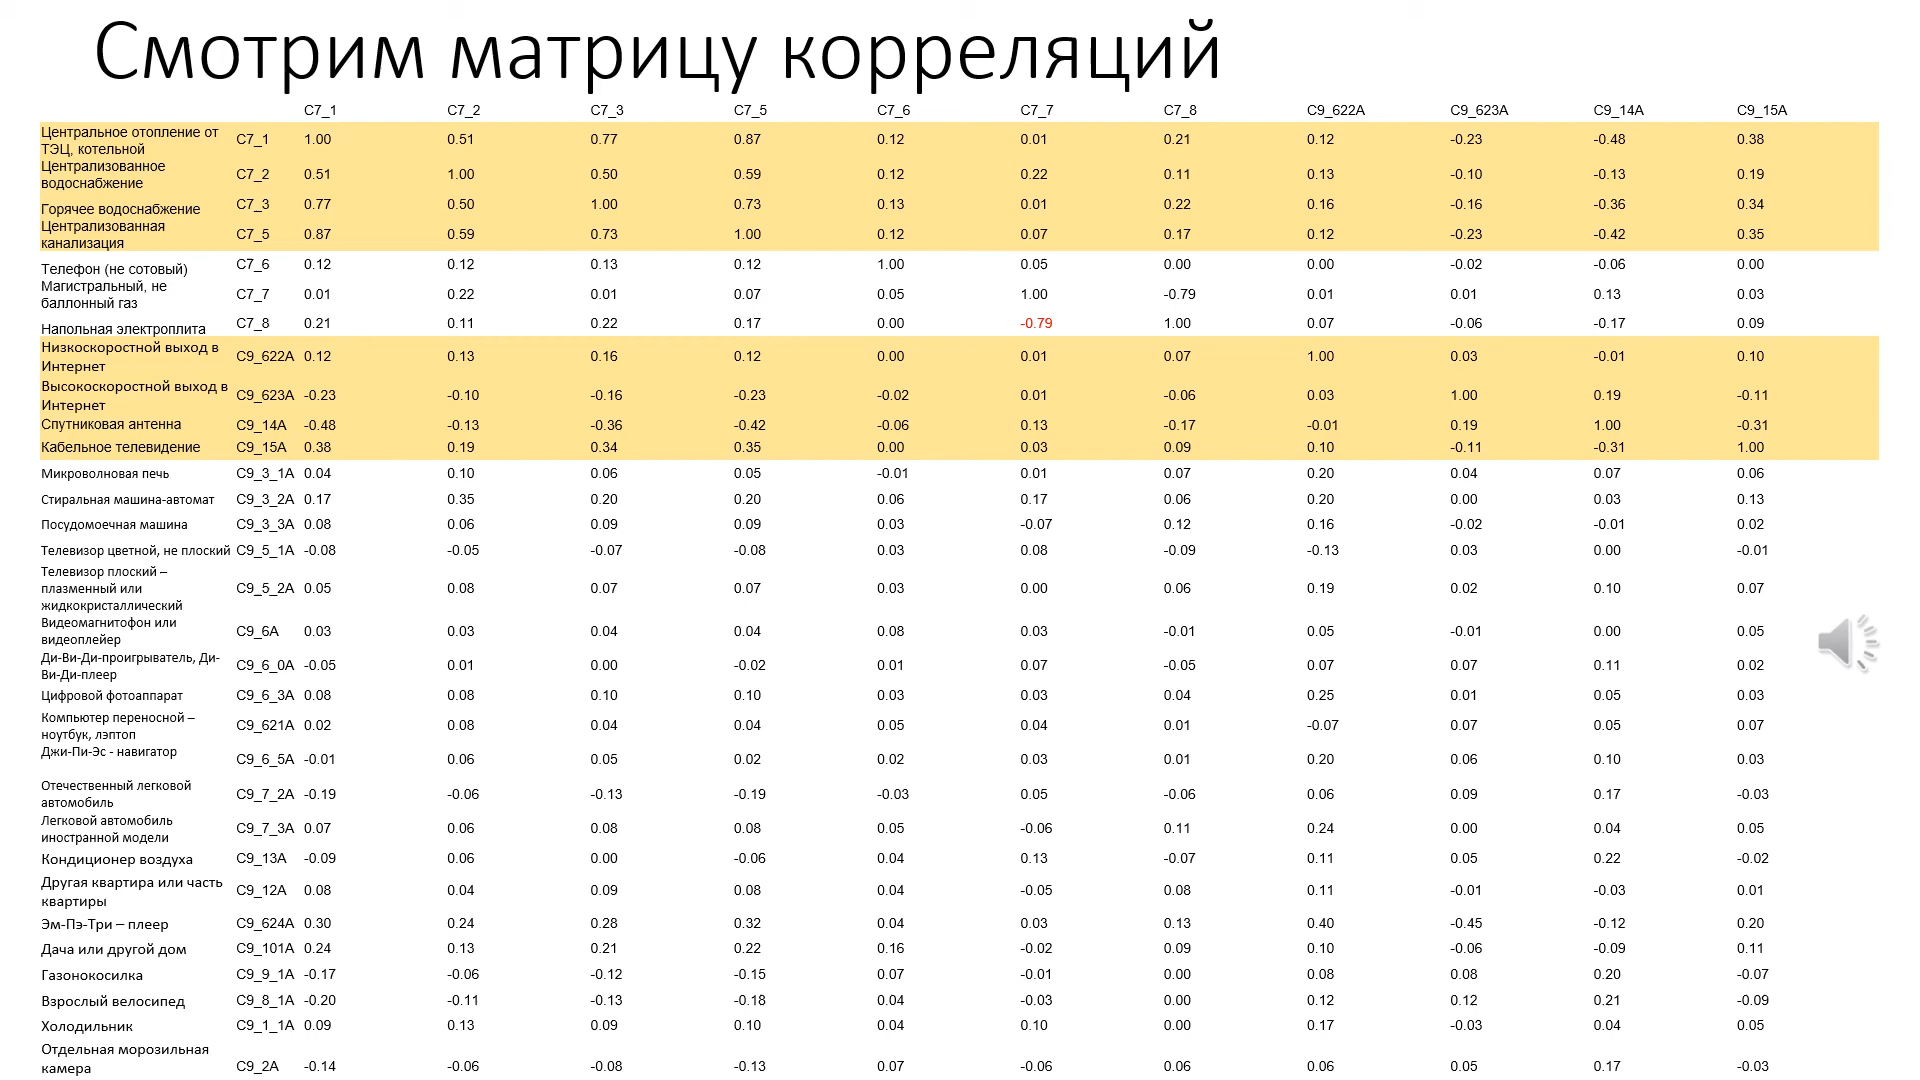 Смотрим матрицу корреляций
C7_1 C7_2 C7_3 C7_5 C7_6 C7_7 C7_8 C9_622A C9_623A C9_14A C9_15A
Центральное отопление от
ТЭЦ, котельной C7_1 1.00 0.51 0.77 0.87 0.12 0.01 0.21 0.12 -0.23 -0.48 0.38
Централизованное
водоснабжение C7_2 0.51 1.00 0.50 0.59 0.12 0.22 0.11 0.13 -0.10 -0.13 0.19
Горячее водоснабжение C7_3 0.77 0.50 1.00 0.73 0.13 0.01 0.22 0.16 -0.16 -0.36 0.34
Централизованная
канализация C7_5 0.87 0.59 0.73 1.00 0.12 0.07 0.17 0.12 -0.23 -0.42 0.35
Телефон (не сотовый) C7_6 0.12 0.12 0.13 0.12 1.00 0.05 0.00 0.00 -0.02 -0.06 0.00
Магистральный, не
баллонный газ C7_7 0.01 0.22 0.01 0.07 0.05 1.00 -0.79 0.01 0.01 0.13 0.03
Напольная электроплита C7_8 0.21 0.11 0.22 0.17 0.00 -0.79 1.00 0.07 -0.06 -0.17 0.09
Низкоскоростной выход в
Интернет C9_622A 0.12 0.13 0.16 0.12 0.00 0.01 0.07 1.00 0.03 -0.01 0.10
Высокоскоростной выход в
Интернет C9_623A -0.23 -0.10 -0.16 -0.23 -0.02 0.01 -0.06 0.03 1.00 0.19 -0.11
Спутниковая антенна C9_14A -0.48 -0.13 -0.36 -0.42 -0.06 0.13 -0.17 -0.01 0.19 1.00 -0.31
Кабельное телевидение C9_15A 0.38 0.19 0.34 0.35 0.00 0.03 0.09 0.10 -0.11 -0.31 1.00
Микроволновая печь C9_3_1A 0.04 0.10 0.06 0.05 -0.01 0.01 0.07 0.20 0.04 0.07 0.06
Стиральная машина-автомат C9_3_2A 0.17 0.35 0.20 0.20 0.06 0.17 0.06 0.20 0.00 0.03 0.13
Посудомоечная машина C9_3_3A 0.08 0.06 0.09 0.09 0.03 -0.07 0.12 0.16 -0.02 -0.01 0.02
Телевизор цветной, не плоский C9_5_1A -0.08 -0.05 -0.07 -0.08 0.03 0.08 -0.09 -0.13 0.03 0.00 -0.01
Телевизор плоский –
плазменный или
жидкокристаллический C9_5_2A 0.05 0.08 0.07 0.07 0.03 0.00 0.06 0.19 0.02 0.10 0.07
Видеомагнитофон или
видеоплейер C9_6A 0.03 0.03 0.04 0.04 0.08 0.03 -0.01 0.05 -0.01 0.00 0.05
Ди-Ви-Ди-проигрыватель, Ди-
Ви-Ди-плеер C9_6_0A -0.05 0.01 0.00 -0.02 0.01 0.07 -0.05 0.07 0.07 0.11 0.02
Цифровой фотоаппарат C9_6_3A 0.08 0.08 0.10 0.10 0.03 0.03 0.04 0.25 0.01 0.05 0.03
Компьютер переносной –
ноутбук, лэптоп C9_621A 0.02 0.08 0.04 0.04 0.05 0.04 0.01 -0.07 0.07 0.05 0.07
Джи-Пи-Эс - навигатор C9_6_5A -0.01 0.06 0.05 0.02 0.02 0.03 0.01 0.20 0.06 0.10 0.03
Отечественный легковой
автомобиль C9_7_2A -0.19 -0.06 -0.13 -0.19 -0.03 0.05 -0.06 0.06 0.09 0.17 -0.03
Легковой автомобиль
иностранной модели C9_7_3A 0.07 0.06 0.08 0.08 0.05 -0.06 0.11 0.24 0.00 0.04 0.05
Кондиционер воздуха C9_13A -0.09 0.06 0.00 -0.06 0.04 0.13 -0.07 0.11 0.05 0.22 -0.02
Другая квартира или часть
квартиры C9_12A 0.08 0.04 0.09 0.08 0.04 -0.05 0.08 0.11 -0.01 -0.03 0.01
Эм-Пэ-Три – плеер C9_624A 0.30 0.24 0.28 0.32 0.04 0.03 0.13 0.40 -0.45 -0.12 0.20
Дача или другой дом C9_101A 0.24 0.13 0.21 0.22 0.16 -0.02 0.09 0.10 -0.06 -0.09 0.11
Газонокосилка C9_9_1A -0.17 -0.06 -0.12 -0.15 0.07 -0.01 0.00 0.08 0.08 0.20 -0.07
Взрослый велосипед C9_8_1A -0.20 -0.11 -0.13 -0.18 0.04 -0.03 0.00 0.12 0.12 0.21 -0.09
Холодильник C9_1_1A 0.09 0.13 0.09 0.10 0.04 0.10 0.00 0.17 -0.03 0.04 0.05
Отдельная морозильная
камера C9_2A -0.14 -0.06 -0.08 -0.13 0.07 -0.06 0.06 0.06 0.05 0.17 -0.03